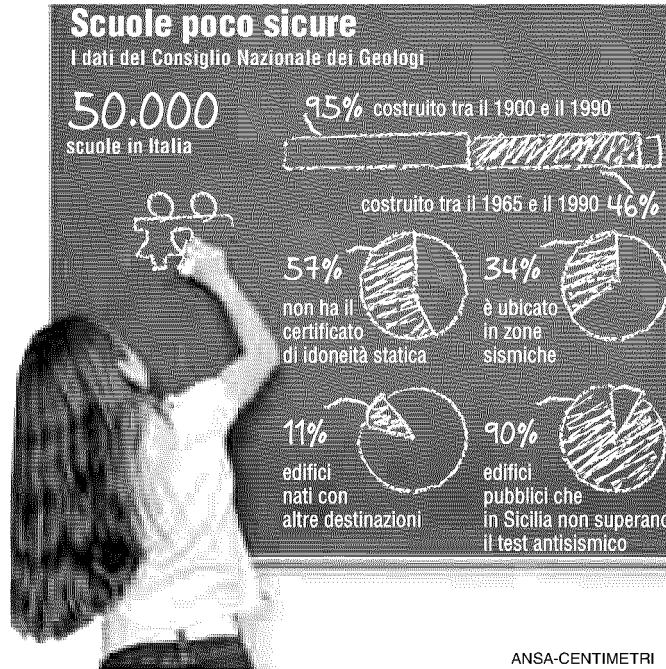 Scuole poco sicure
I dati del Consiglio Nazionale dei Geologi
50.000
scuole in Italia
95% costruito tra il 1900 e il 1990
costruito tra il 1965 e il 1990 46%
57%
non ha il
certificato
di idoneità statica
34%
è ubicato
in zone
sismiche
11%
edifici
nati con
altre destinazioni
90%
edifici
pubblici che
in Sicilia non superano
il test antisismico
ANSA-CENTIMETRI